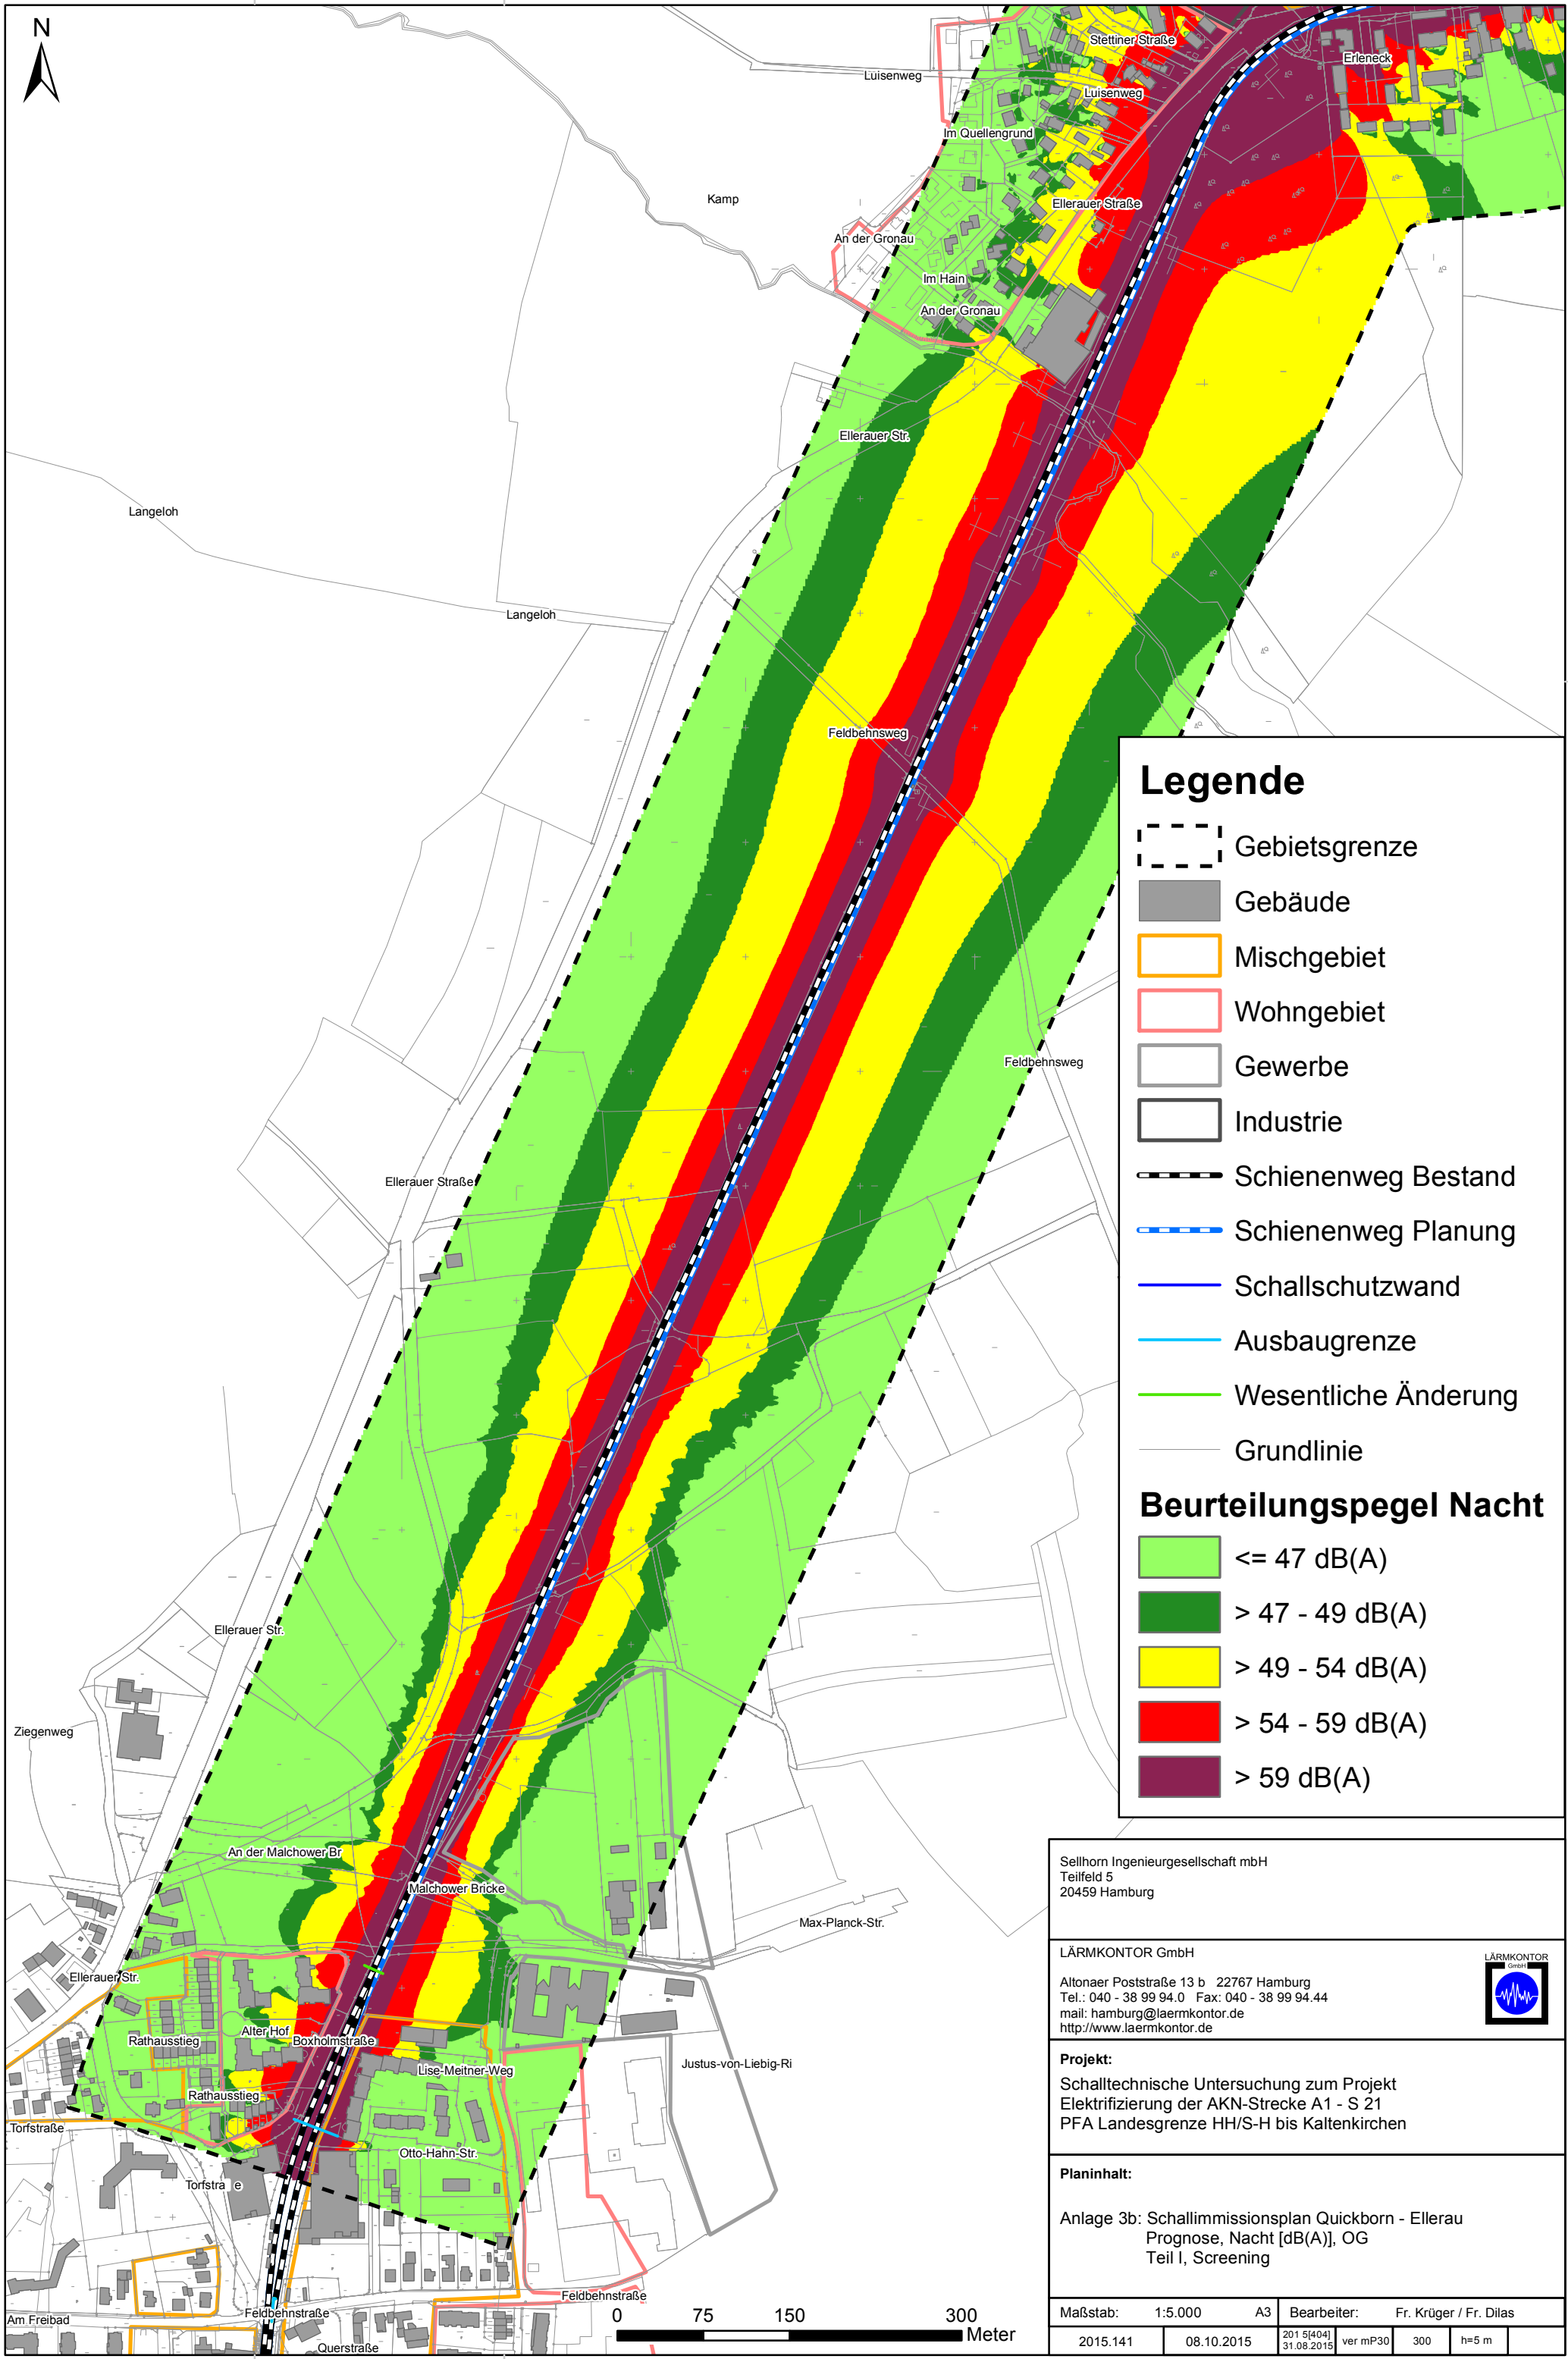 N
Stettiner Straße
Erleneck
Luisenweg
Luisenweg
Im Quellengrund
Kamp
Ellerauer Straße
An der Gronau
Im Hain
An der Gronau
Ellerauer Str.
Langeloh
Langeloh
Feldbehnsweg
Feldbehnsweg
Ellerauer Straße
Ellerauer Str.
Ziegenweg
An der Malchower Br
Malchower Bricke
Max-Planck-Str.
Ellerauer Str.
Alter Hof
Rathausstieg
Boxholmstraße
Justus-von-Liebig-Ri
Lise-Meitner-Weg
Rathausstieg
Torfstraße
Otto-Hahn-Str.
Torfstra e
Feldbehnstraße
Am Freibad
Feldbehnstraße
Querstraße
0 75 150 300
Meter
Legende
Gebietsgrenze
Gebäude
Mischgebiet
Wohngebiet
Gewerbe
Industrie
Schienenweg Bestand
Schienenweg Planung
Schallschutzwand
Ausbaugrenze
Wesentliche Änderung
Grundlinie
Beurteilungspegel Nacht
<= 47 dB(A)
> 47 - 49 dB(A)
> 49 - 54 dB(A)
> 54 - 59 dB(A)
> 59 dB(A)
Sellhorn Ingenieurgesellschaft mbH
Teilfeld 5
20459 Hamburg
LÄRMKONTOR GmbH
Altonaer Poststraße 13 b 22767 Hamburg
Tel.: 040 - 38 99 94.0 Fax: 040 - 38 99 94.44
mail: hamburg@laermkontor.de
http://www.laermkontor.de
LÄRMKONTOR
GmbH
Projekt:
Schalltechnische Untersuchung zum Projekt
Elektrifizierung der AKN-Strecke A1 - S 21
PFA Landesgrenze HH/S-H bis Kaltenkirchen
Planinhalt:
Anlage 3b: Schallimmissionsplan Quickborn - Ellerau
Prognose, Nacht [dB(A)], OG
Teil I, Screening
Maßstab: 1:5.000 A3 Bearbeiter: Fr. Krüger / Fr. Dilas
2015.141 08.10.2015 201 5[404] 31.08.2015 ver mP30 300 h=5 m